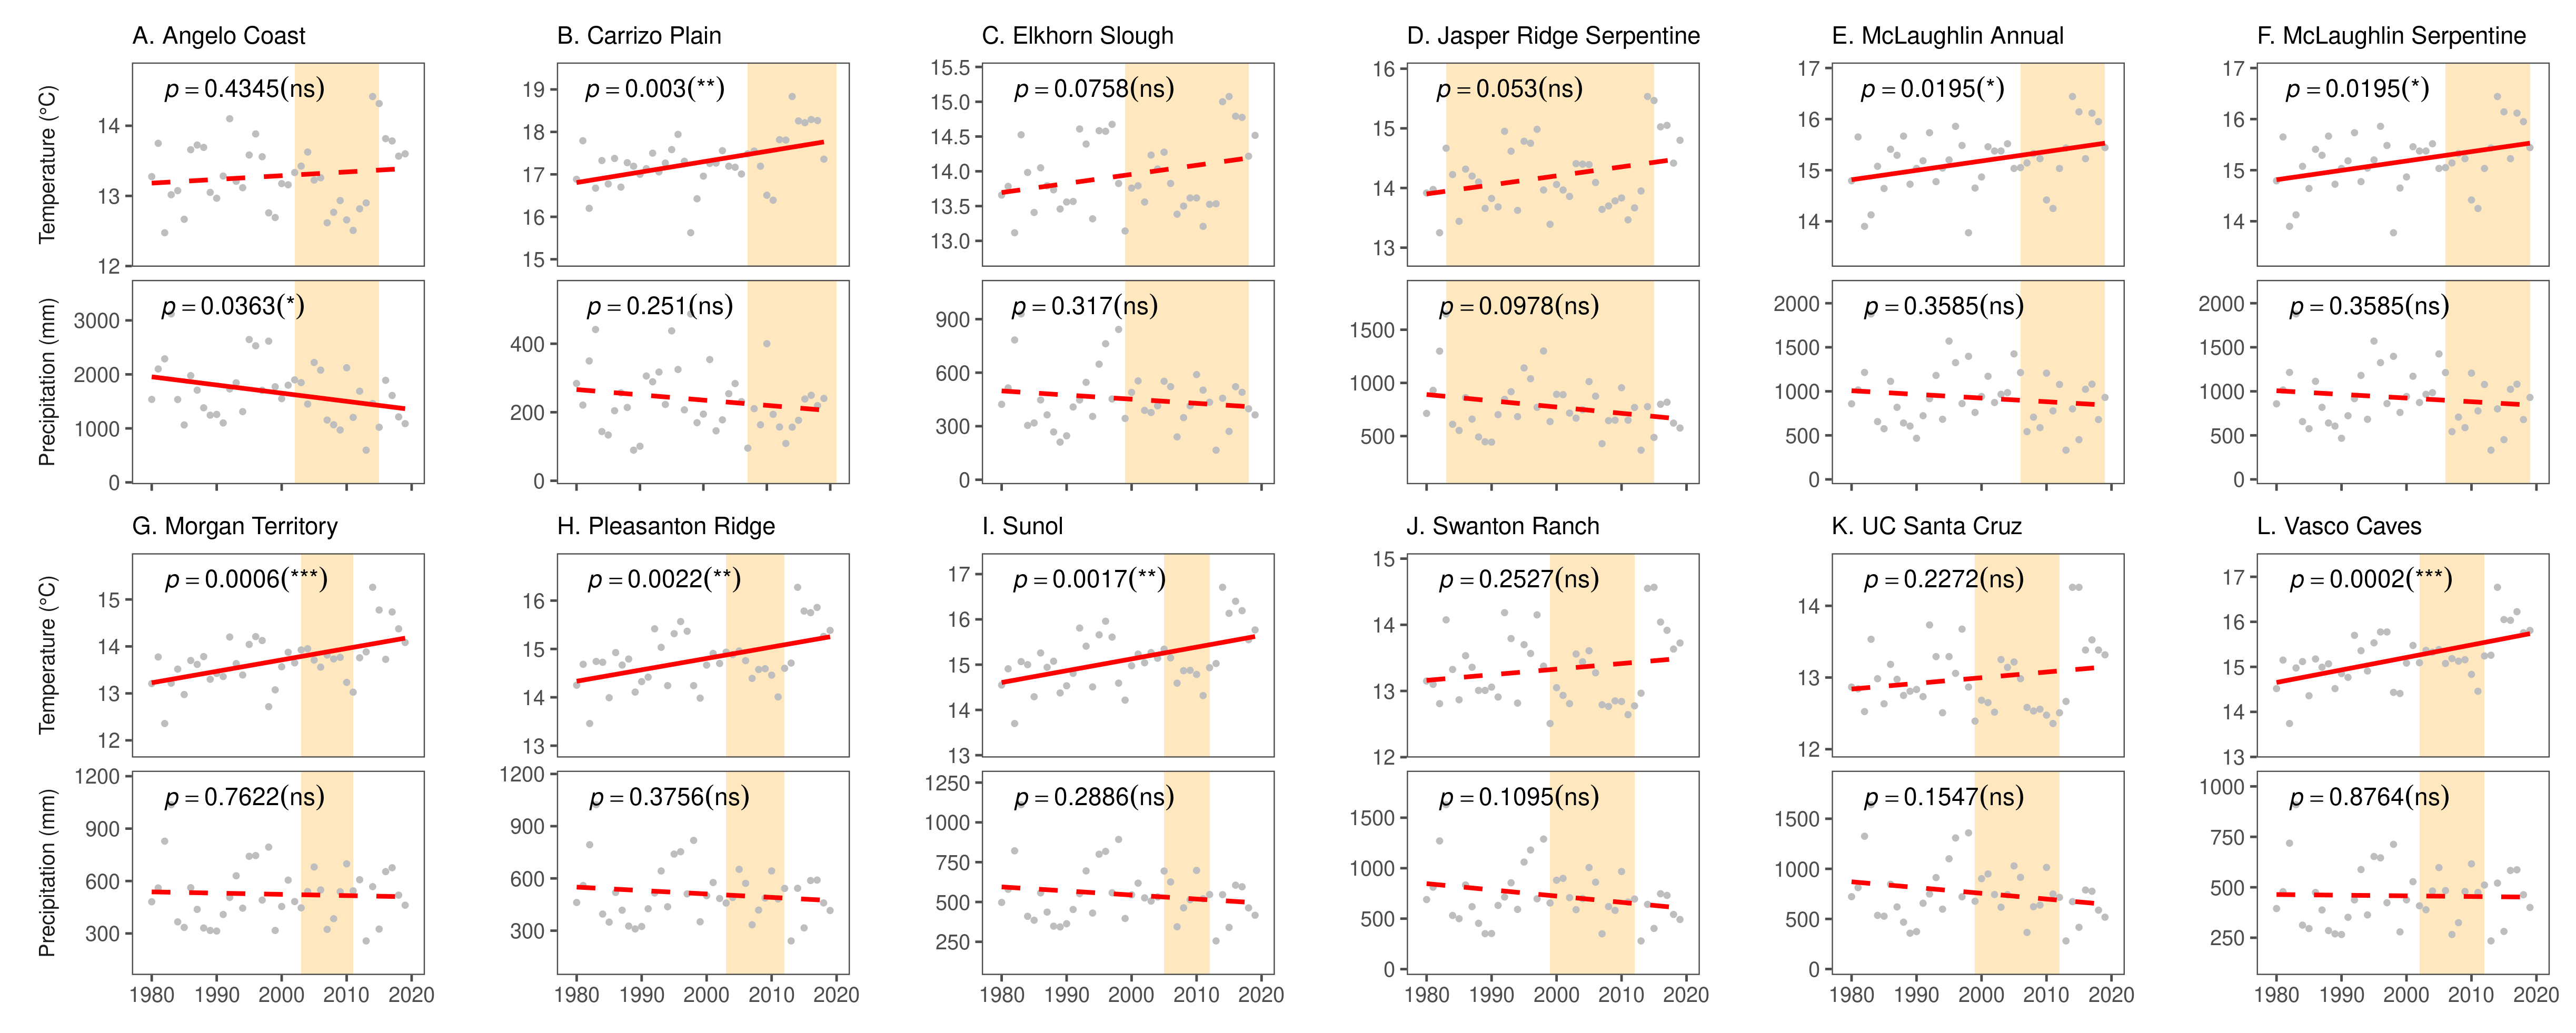 A. Angelo Coast
B. Carrizo Plain
C. Elkhorn Slough
D. Jasper Ridge Serpentine
E. McLaughlin Annual
F. McLaughlin Serpentine
Temperature (°C)
14
13
12
p = 0.4345(ns)
19
18
17
16
15
p = 0.003(**)
15.5
15.0
14.5
14.0
13.5
13.0
p = 0.0758(ns)
16
15
14
13
p = 0.053(ns)
17
16
15
14
p = 0.0195(*)
17
16
15
14
p = 0.0195(*)
Precipitation (mm)
3000
2000
1000
0
p = 0.0363(*)
400
200
0
p = 0.251(ns)
900
600
300
0
p = 0.317(ns)
1500
1000
500
p = 0.0978(ns)
2000
1500
1000
500
0
p = 0.3585(ns)
2000
1500
1000
500
0
p = 0.3585(ns)
G. Morgan Territory
H. Pleasanton Ridge
I. Sunol
J. Swanton Ranch
K. UC Santa Cruz
L. Vasco Caves
Temperature (°C)
15
14
13
12
p = 0.0006(***)
16
15
14
13
p = 0.0022(**)
17
16
15
14
13
p = 0.0017(**)
15
14
13
12
p = 0.2527(ns)
14
13
12
p = 0.2272(ns)
17
16
15
14
13
p = 0.0002(***)
Precipitation (mm)
1200
900
600
300
p = 0.7622(ns)
1200
900
600
300
p = 0.3756(ns)
1250
1000
750
500
250
p = 0.2886(ns)
1500
1000
500
0
p = 0.1095(ns)
1500
1000
500
0
p = 0.1547(ns)
1000
750
500
250
p = 0.8764(ns)
1980 1990 2000 2010 2020
1980 1990 2000 2010 2020
1980 1990 2000 2010 2020
1980 1990 2000 2010 2020
1980 1990 2000 2010 2020
1980 1990 2000 2010 2020